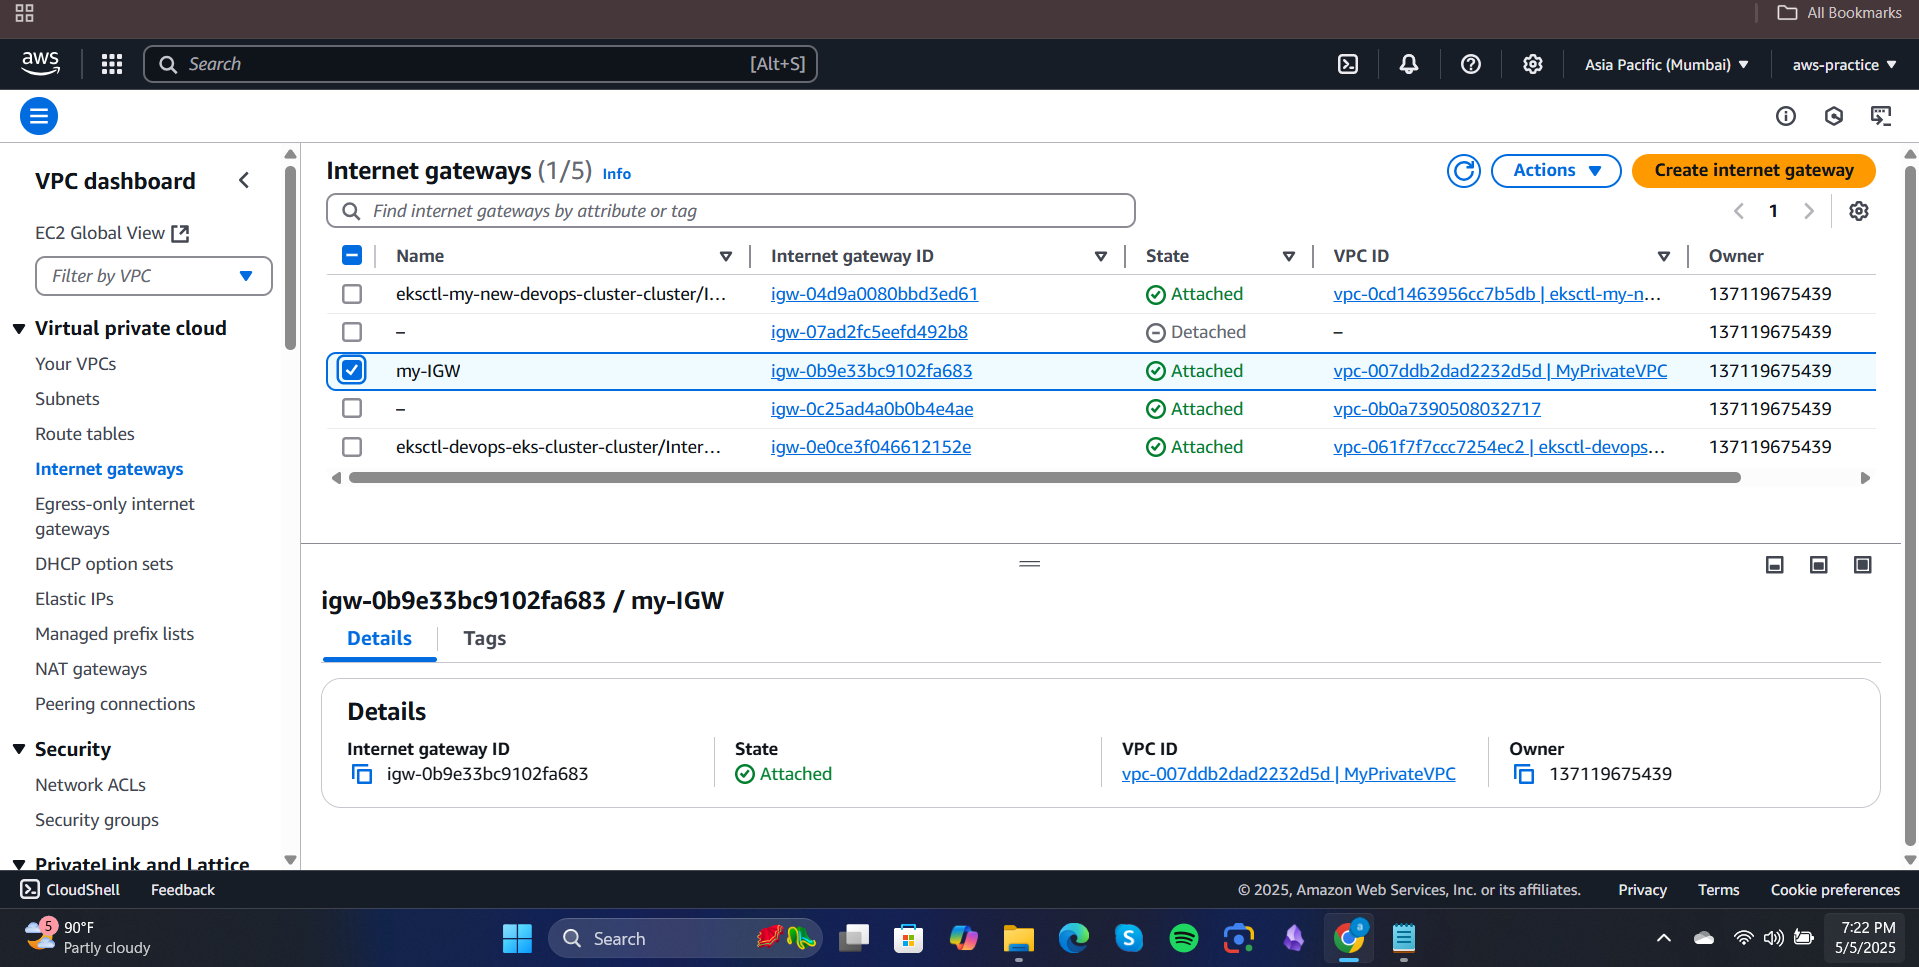 All Bookmarks
aws
Search
[Alt+S]
Asia Pacific (Mumbai)
aws-practice
VPC dashboard
EC2 Global View
Filter by VPC
Virtual private cloud
Your VPCs
Subnets
Route tables
Internet gateways
Egress-only internet
gateways
DHCP option sets
Elastic IPs
Managed prefix lists
NAT gateways
Peering connections
Security
Network ACLs
Security groups
PrivateLink and Lattice
Internet gateways (1/5) Info
Actions
Create internet gateway
Find internet gateways by attribute or tag
1
Name Internet gateway ID State VPC ID Owner
eksctl-my-new-devops-cluster-cluster/I... igw-04d9a0080bbd3ed61 Attached vpc-0cd1463956cc7b5db | eksctl-my-n... 137119675439
– igw-07ad2fc5eefd492b8 Detached – 137119675439
my-IGW igw-0b9e33bc9102fa683 Attached vpc-007ddb2dad2232d5d | MyPrivateVPC 137119675439
– igw-0c25ad4a0b0b4e4ae Attached vpc-0b0a7390508032717 137119675439
eksctl-devops-eks-cluster-cluster/Inter... igw-0e0ce3f046612152e Attached vpc-061f7f7ccc7254ec2 | eksctl-devops... 137119675439
igw-0b9e33bc9102fa683 / my-IGW
Details Tags
Details
Internet gateway ID State VPC ID Owner
igw-0b9e33bc9102fa683 Attached vpc-007ddb2dad2232d5d | MyPrivateVPC 137119675439
CloudShell Feedback © 2025, Amazon Web Services, Inc. or its affiliates. Privacy Terms Cookie preferences
5
90°F
Partly cloudy
Search
S
a
7:22 PM
5/5/2025